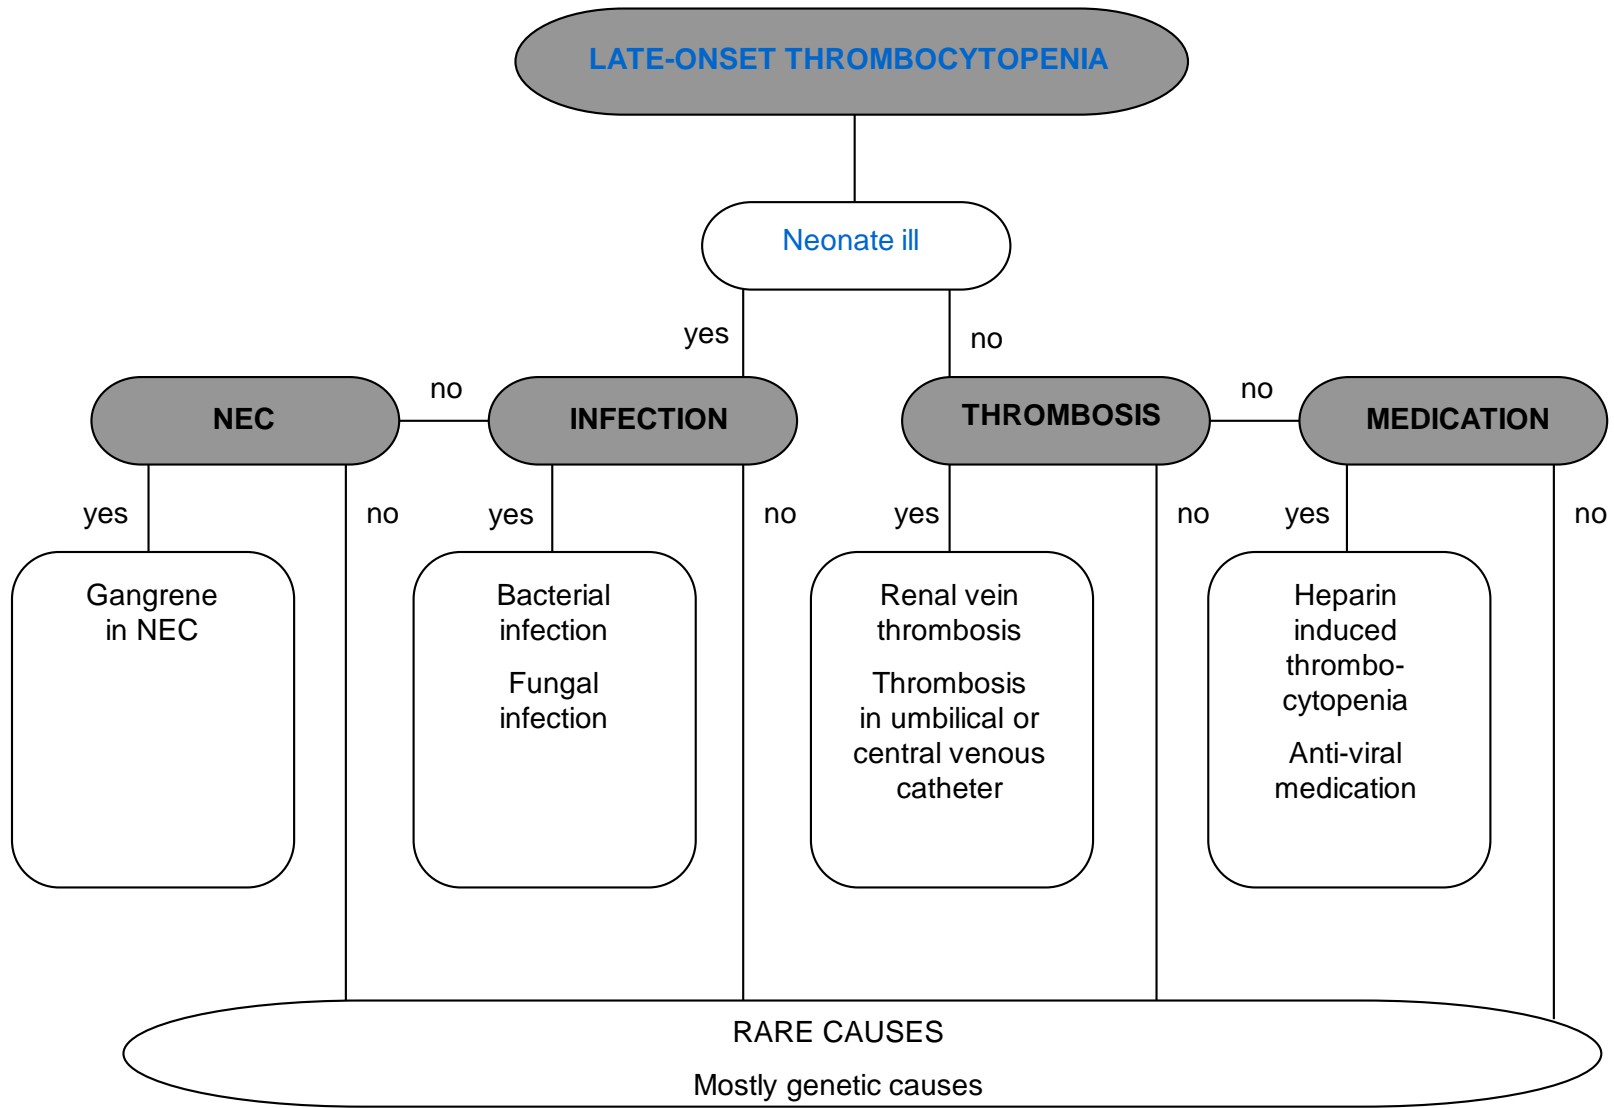 LATE-ONSET THROMBOCYTOPENIA
Neonate ill
yes
no
NEC
no
INFECTION
THROMBOSIS
no
MEDICATION
yes
no
yes
no
yes
no
yes
no
Gangrene
in NEC
Bacterial
infection
Fungal
infection
Renal vein
thrombosis
Thrombosis
in umbilical or
central venous
catheter
Heparin
induced
thrombo-
cytopenia
Anti-viral
medication
RARE CAUSES
Mostly genetic causes